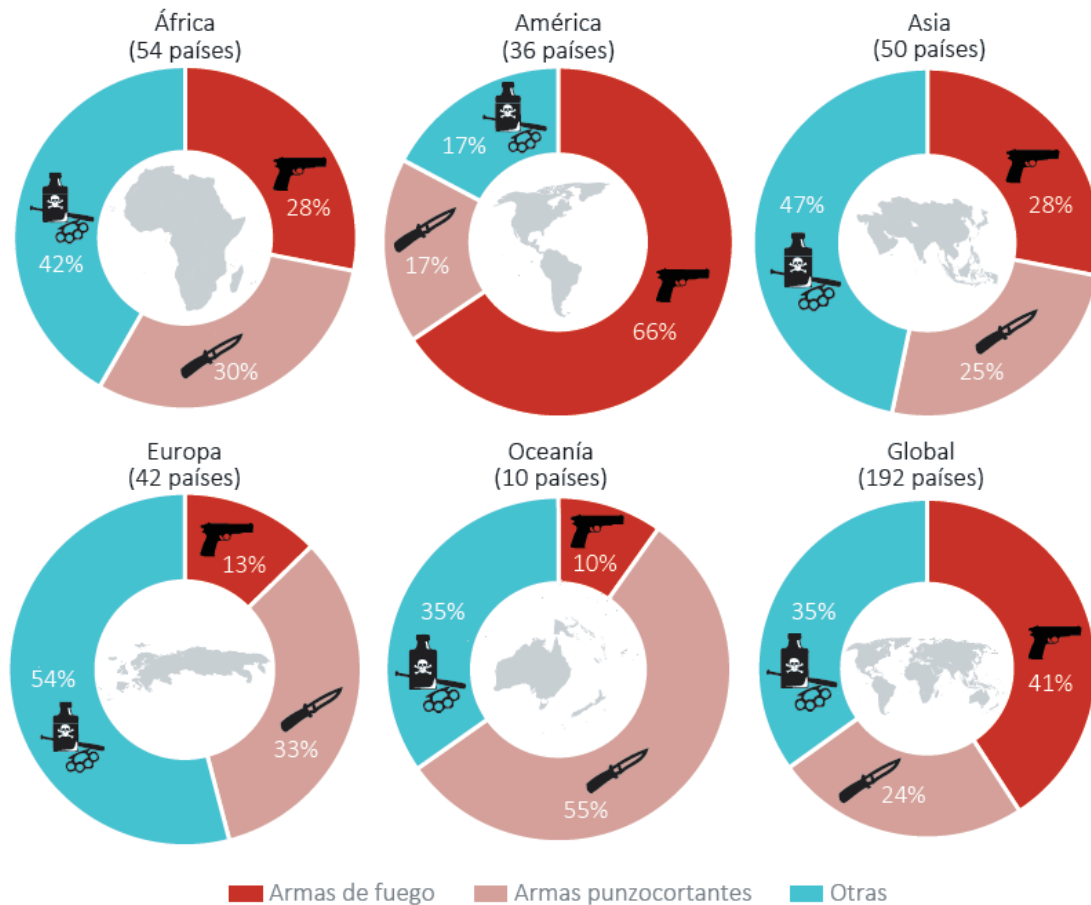 África
(54 países)
28%
30%
42%
América
(36 países)
66%
17%
17%
Asia
(50 países)
28%
25%
47%
Europa
(42 países)
13%
33%
54%
Oceanía
(10 países)
10%
55%
35%
Global
(192 países)
41%
24%
35%
Armas de fuego
Armas punzocortantes
Otras